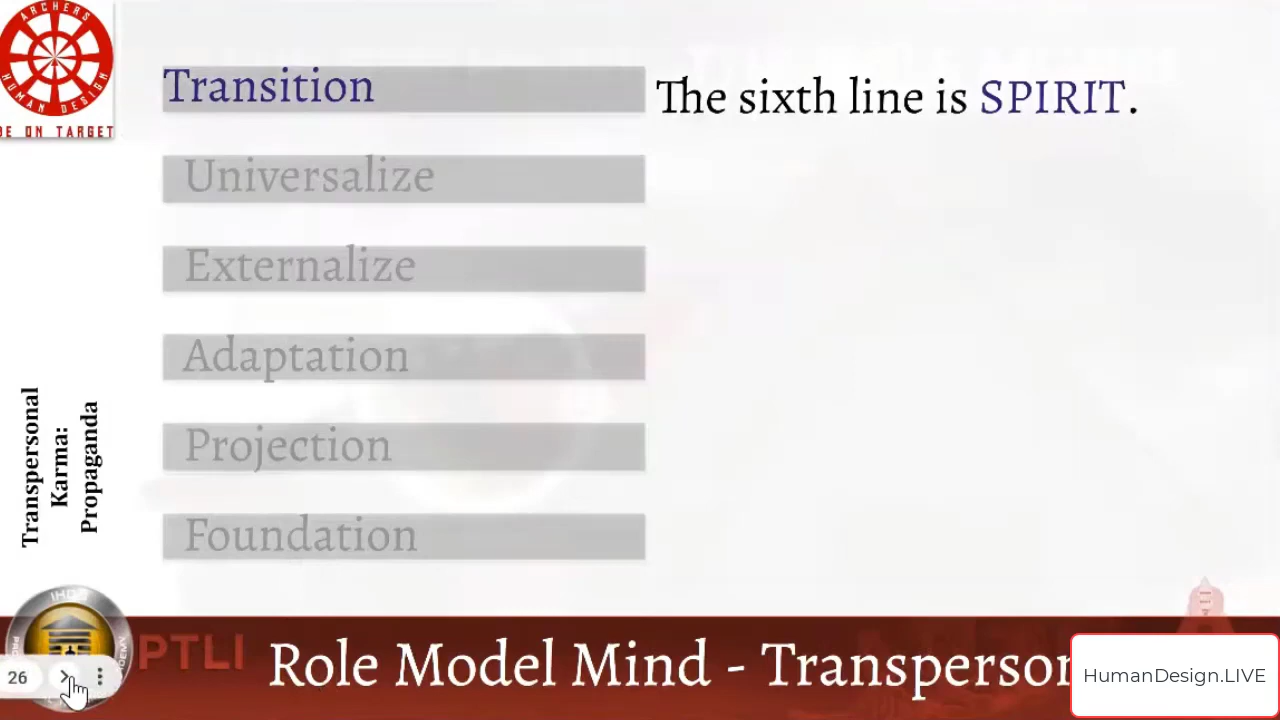 ARCHERS
HUMAN DESIGN
BE ON TARGET
Transition
The sixth line is SPIRIT.
Universalize
Externalize
Adaptation
Projection
Foundation
Transpersonal
Karma:
Propaganda
PTLI
Role Model Mind - Transperson
26
HumanDesign.LIVE